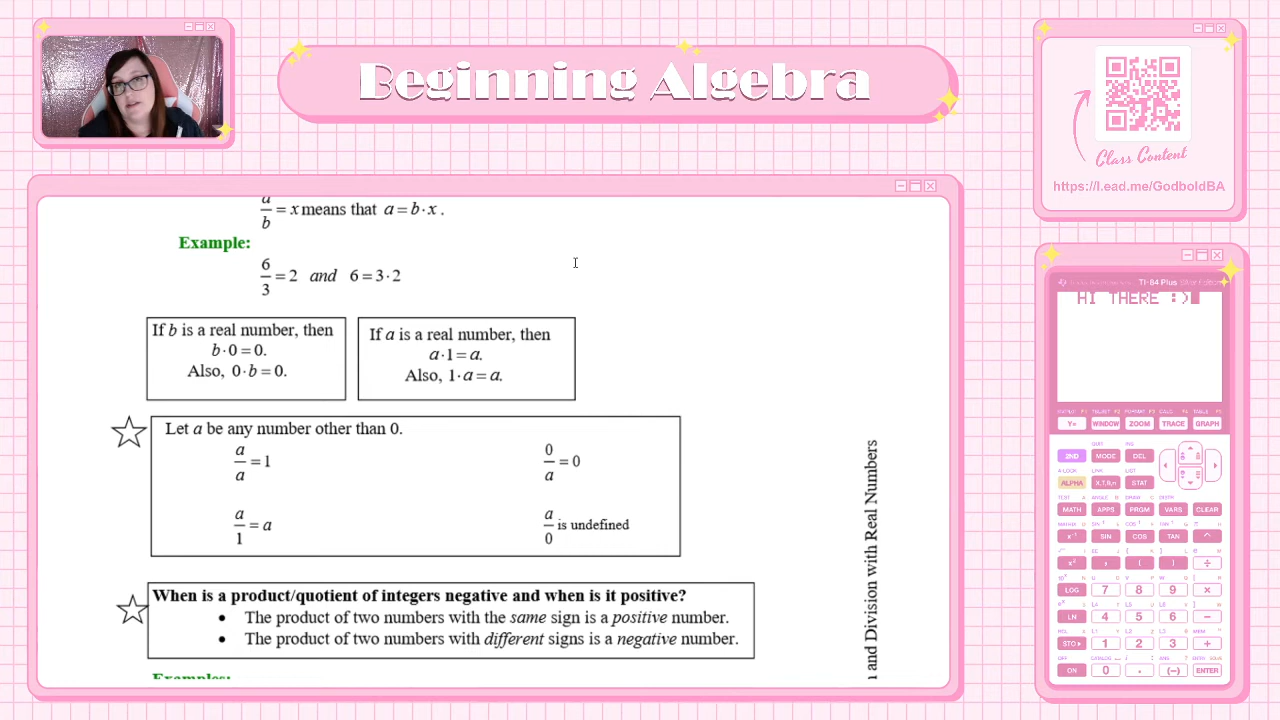 Beginning Algebra
Class Content
https://l.ead.me/GodboldBA
a/b = x means that a = b · x .
Example:
6/3 = 2 and 6 = 3 · 2
If b is a real number, then
b · 0 = 0.
Also, 0 · b = 0.
If a is a real number, then
a · 1 = a.
Also, 1 · a = a.
Let a be any number other than 0.
a/a = 1
0/a = 0
a/1 = a
a/0 is undefined
When is a product/quotient of integers negative and when is it positive?
• The product of two numbers with the same sign is a positive number.
• The product of two numbers with different signs is a negative number.
Examples:
and Division with Real Numbers
TI-84 Plus
HI THERE :)
Y= WINDOW ZOOM TRACE GRAPH
2ND MODE DEL
ALPHA X,T,θ,n STAT
MATH APPS PRGM VARS CLEAR
x⁻¹ SIN COS TAN ^
x² , ( ) ÷
LOG 7 8 9 ×
LN 4 5 6 −
STO► 1 2 3 +
ON 0 . (−) ENTER